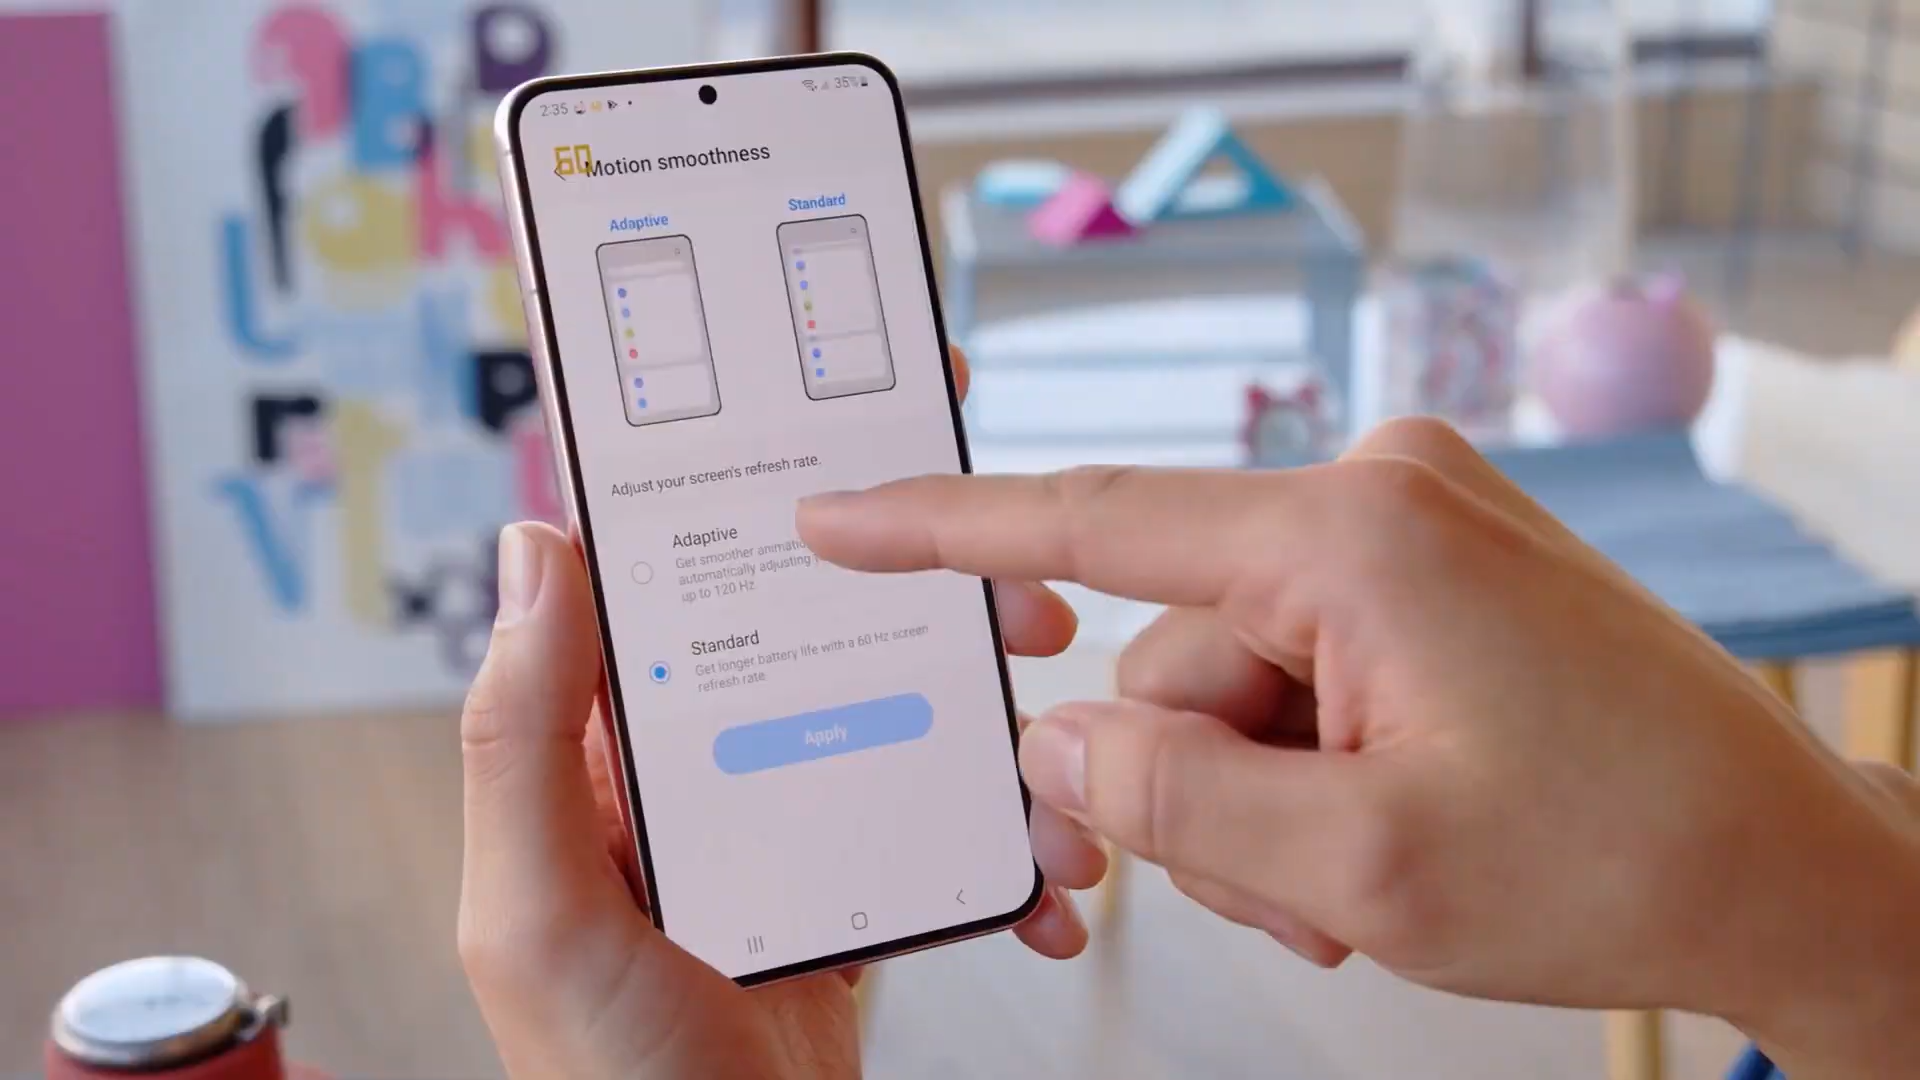 2:35
35%
60
Motion smoothness
Adaptive
Standard
Adjust your screen's refresh rate.
Adaptive
Get smoother animatio
automatically adjusting
up to 120 Hz
Standard
Get longer battery life with a 60 Hz screen
refresh rate
Apply